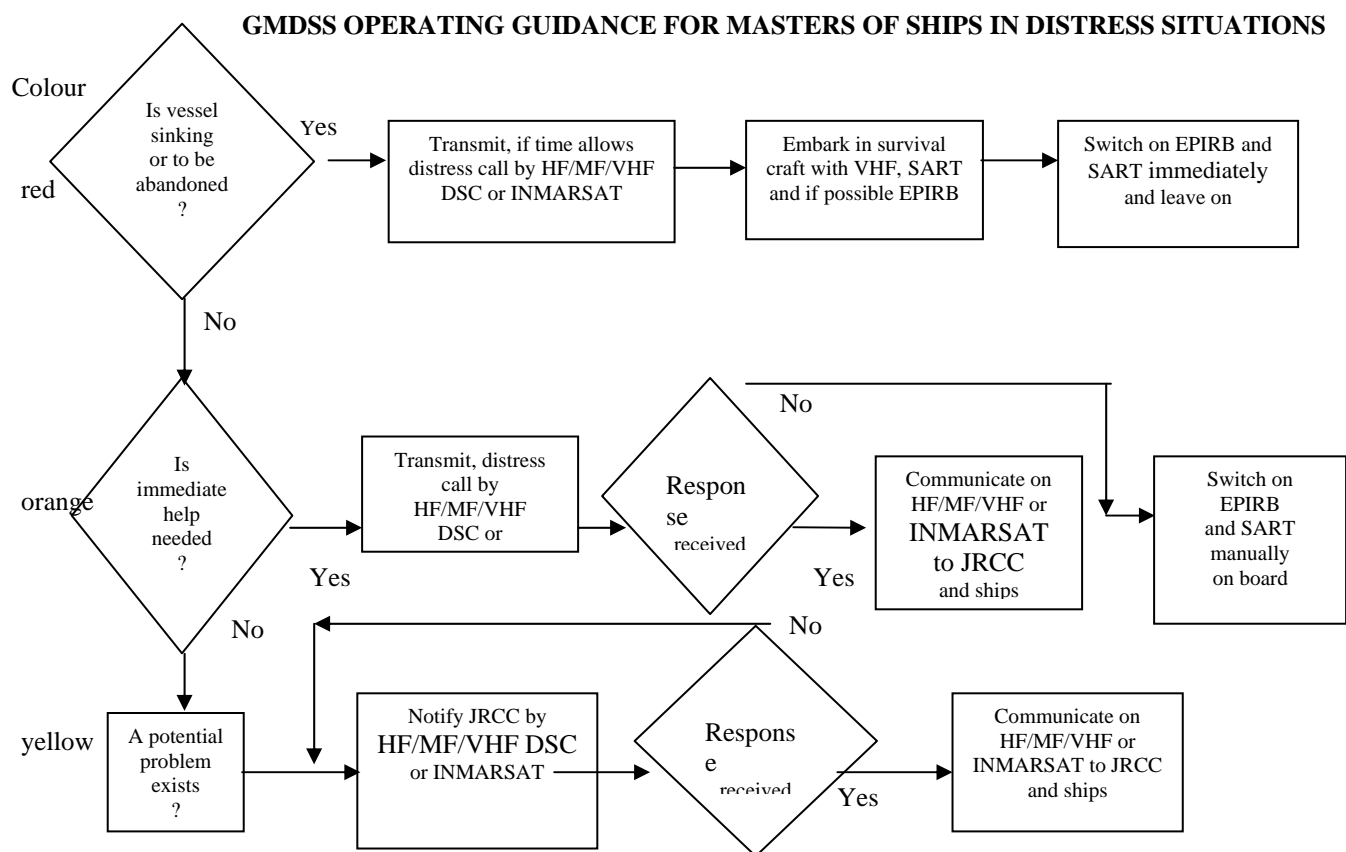 GMDSS OPERATING GUIDANCE FOR MASTERS OF SHIPS IN DISTRESS SITUATIONS
Colour
red
Is vessel
sinking
or to be
abandoned
?
Yes
Transmit, if time allows
distress call by HF/MF/VHF
DSC or INMARSAT
Embark in survival
craft with VHF, SART
and if possible EPIRB
Switch on EPIRB and
SART immediately
and leave on
No
orange
Is
immediate
help
needed
?
Yes
Transmit, distress
call by
HF/MF/VHF
DSC or
Respon
se
received
No
Yes
Communicate on
HF/MF/VHF or
INMARSAT
to JRCC
and ships
Switch on
EPIRB
and SART
manually
on board
No
yellow
A potential
problem
exists
?
Notify JRCC by
HF/MF/VHF DSC
or INMARSAT
Respons
e
received
No
Yes
Communicate on
HF/MF/VHF or
INMARSAT to JRCC
and ships